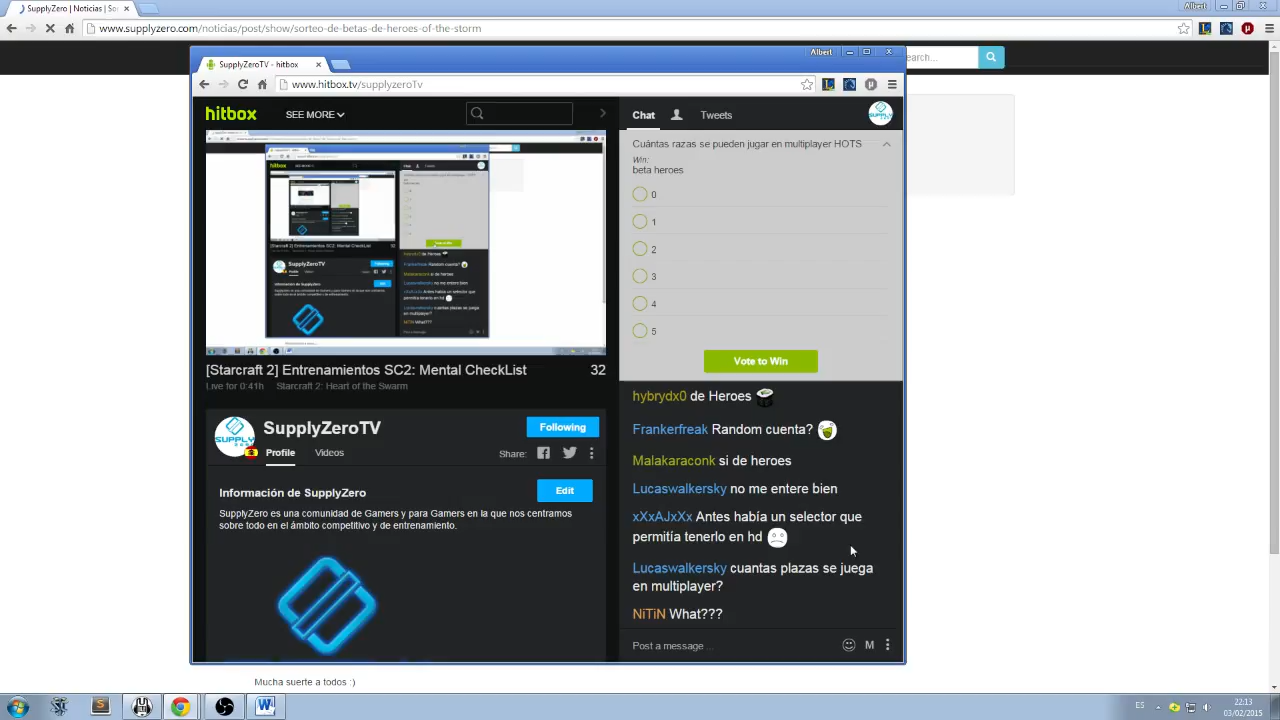 SupplyZero | Noticias | So
Albert
www.supplyzero.com/noticias/post/show/sorteo-de-betas-de-heroes-of-the-storm
earch...
SupplyZeroTV - hitbox
Albert
www.hitbox.tv/supplyzeroTv
hitbox
SEE MORE
Chat
Tweets
[Starcraft 2] Entrenamientos SC2: Mental CheckList
32
Live for 0:41h
Starcraft 2: Heart of the Swarm
SupplyZeroTV
Following
Profile
Videos
Share:
Información de SupplyZero
Edit
SupplyZero es una comunidad de Gamers y para Gamers en la que nos centramos
sobre todo en el ámbito competitivo y de entrenamiento.
Cuántas razas se pueden jugar en multiplayer HOTS
Win:
beta heroes
0
1
2
3
4
5
Vote to Win
hybrydx0 de Heroes
Frankerfreak Random cuenta?
Malakaraconk si de heroes
Lucaswalkersky no me entere bien
xXxAJxXx Antes había un selector que
permitía tenerlo en hd
Lucaswalkersky cuantas plazas se juega
en multiplayer?
NiTiN What???
Post a message ...
M
Mucha suerte a todos :)
ES
22:13
03/02/2015